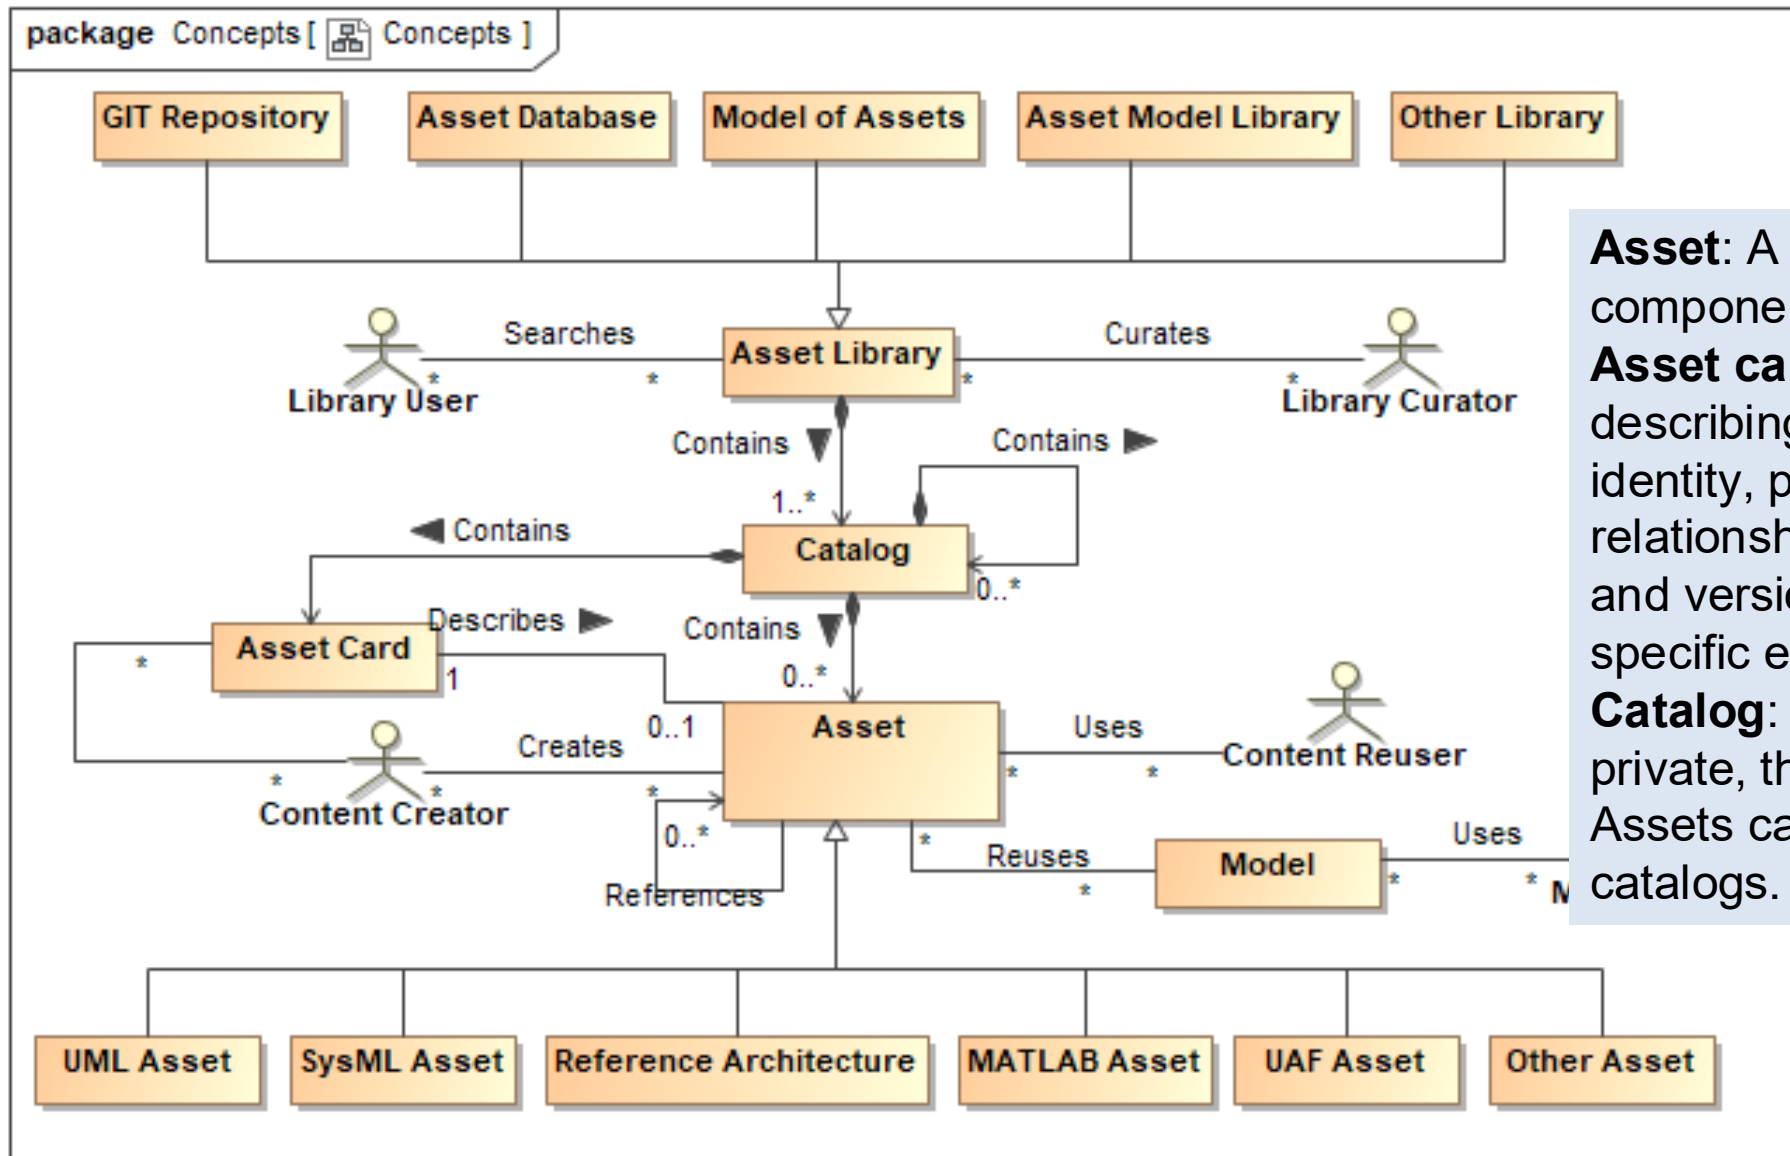 package Concepts [ Concepts ]
GIT Repository
Asset Database
Model of Assets
Asset Model Library
Other Library
Searches
Asset Library
Curates
* * * *
Library User
Library Curator
Contains
Contains
1..*
Contains
Catalog
0..*
Describes
Contains
Asset Card
*
1
0..*
0..1
Asset
Uses
Creates
Content Reuser
* * * * *
Content Creator
0..*
*
Reuses
Model
Uses
References
* * *
M
UML Asset
SysML Asset
Reference Architecture
MATLAB Asset
UAF Asset
Other Asset
Asset: A
compone
Asset ca
describing
identity, p
relationsh
and versio
specific e
Catalog:
private, th
Assets ca
catalogs.